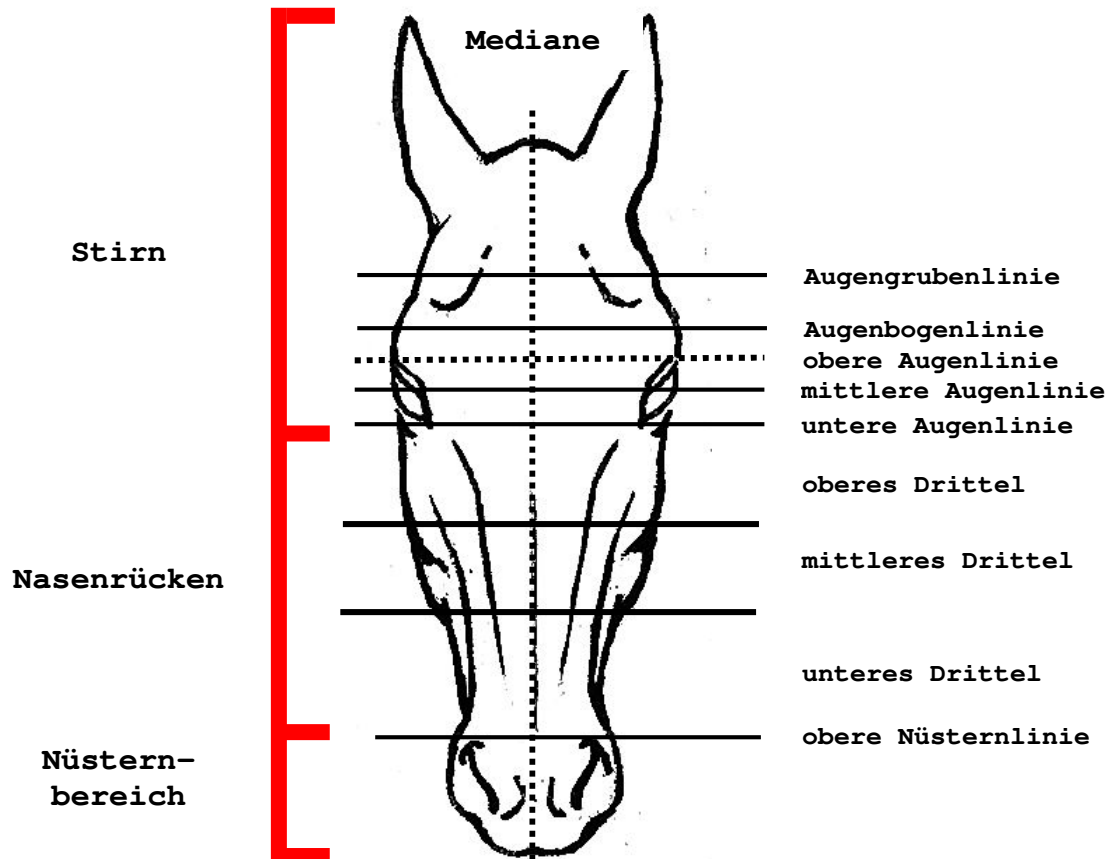 Mediane
Stirn
Augengrubenlinie
Augenbogenlinie
obere Augenlinie
mittlere Augenlinie
untere Augenlinie
oberes Drittel
Nasenrücken
mittleres Drittel
unteres Drittel
obere Nüsternlinie
Nüstern-
bereich